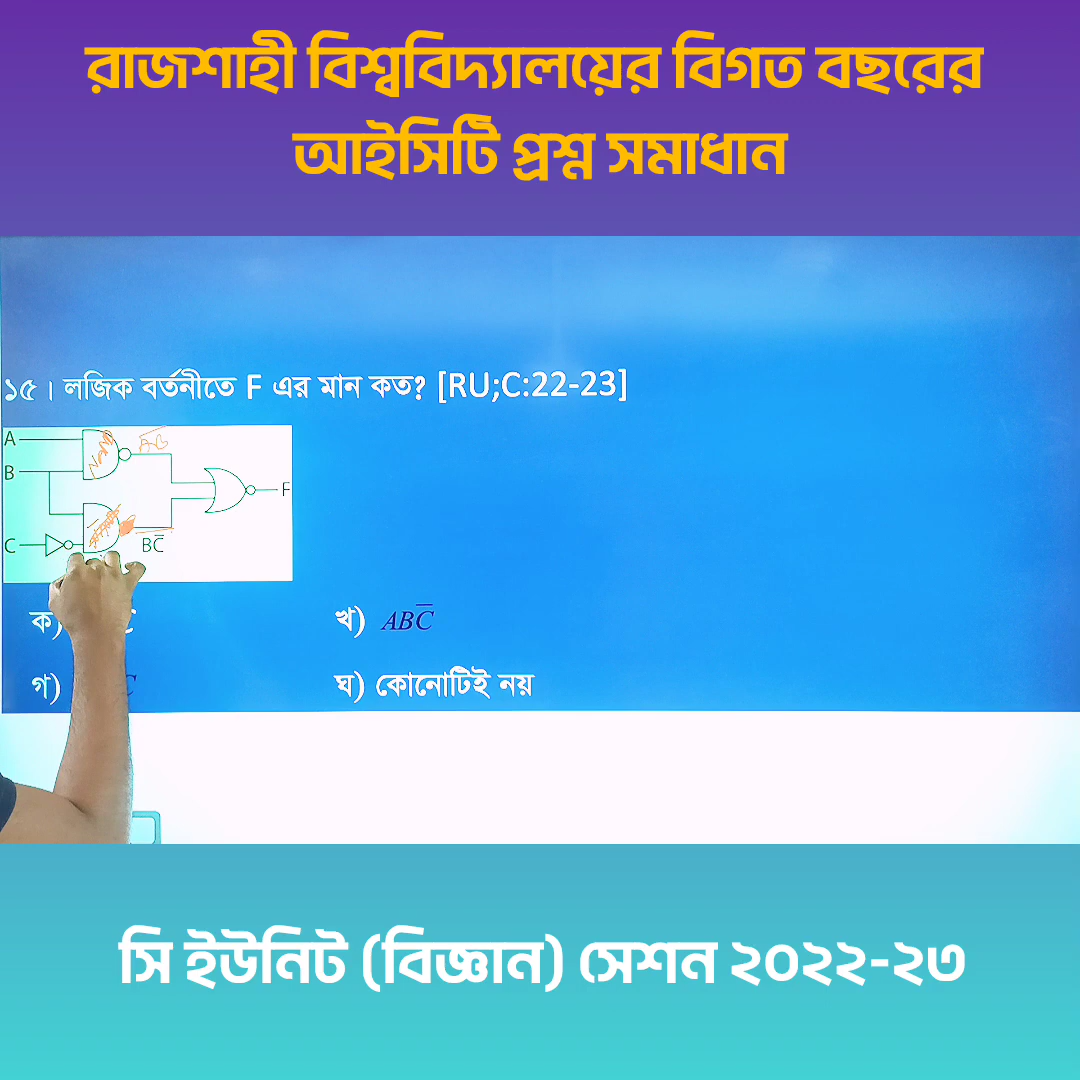 রাজশাহী বিশ্ববিদ্যালয়ের বিগত বছরের
আইসিটি প্রশ্ন সমাধান
১৫। লজিক বর্তনীতে F এর মান কত? [RU;C:22-23]
A
B
F
C
BC̅
ক)
খ) ABC̅
গ) C
ঘ) কোনোটিই নয়
সি ইউনিট (বিজ্ঞান) সেশন ২০২২-২৩